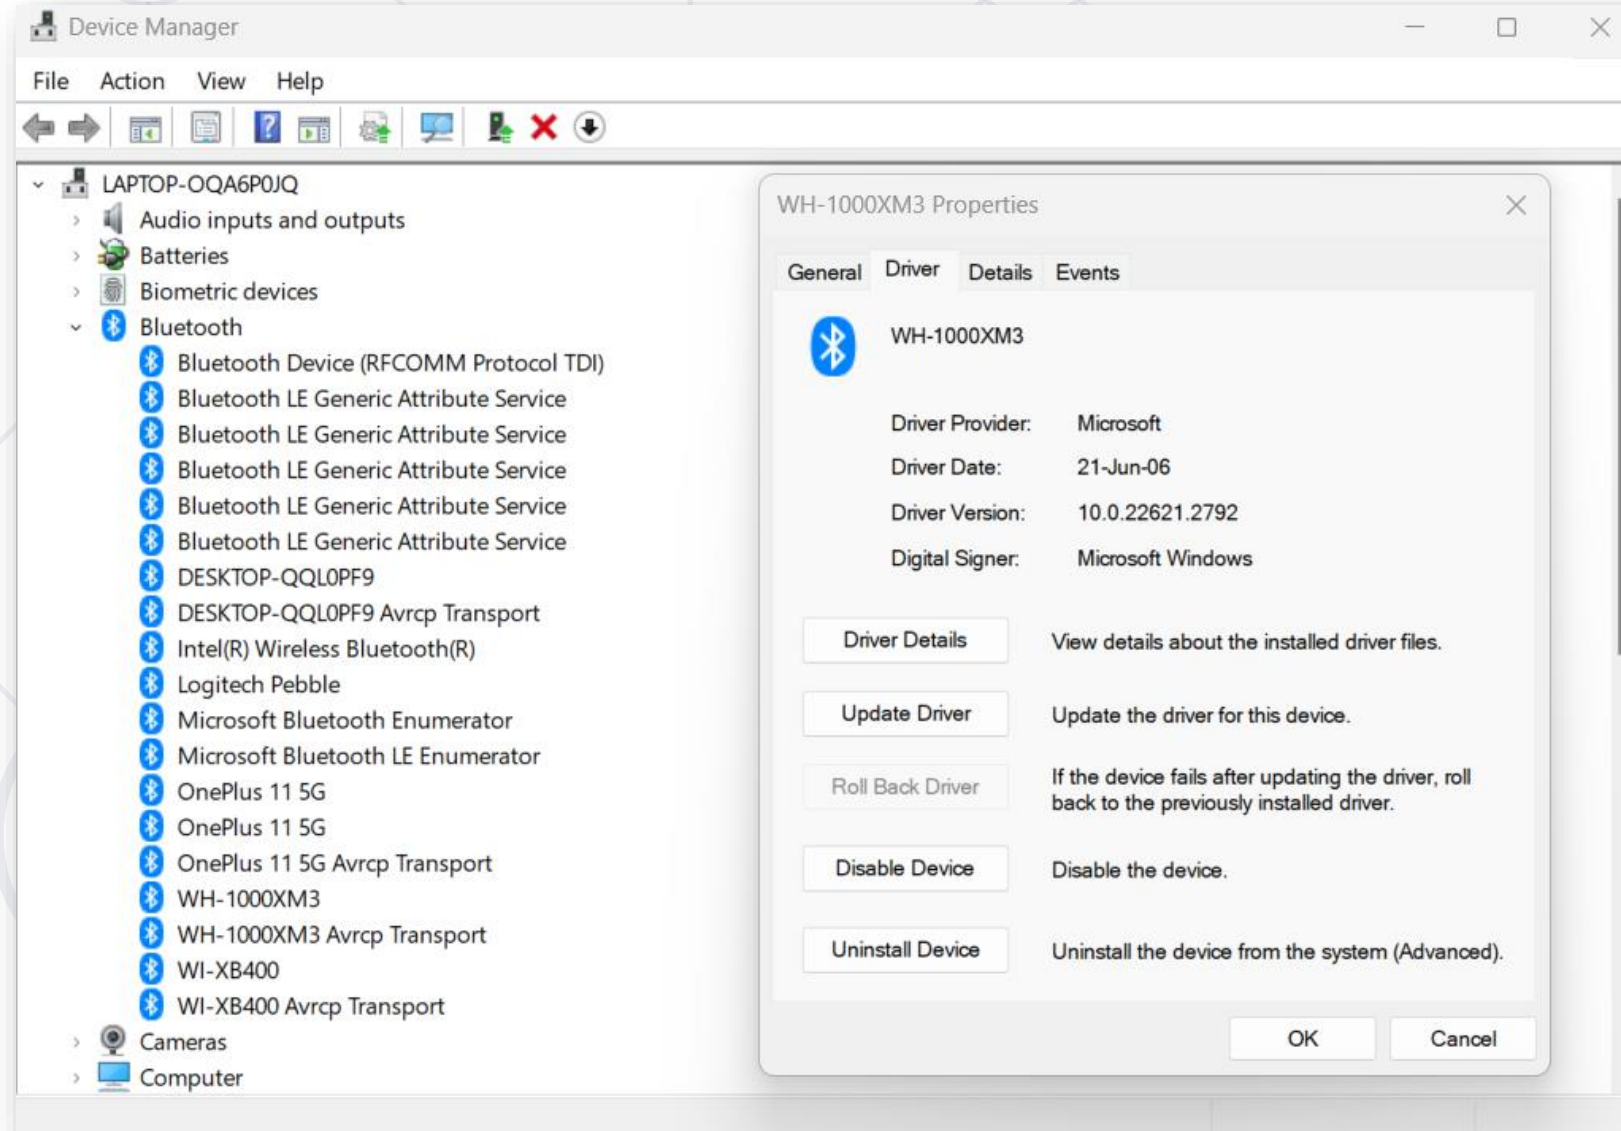 Device Manager
File Action View Help
LAPTOP-OQA6P0JQ
Audio inputs and outputs
Batteries
Biometric devices
Bluetooth
Bluetooth Device (RFCOMM Protocol TDI)
Bluetooth LE Generic Attribute Service
Bluetooth LE Generic Attribute Service
Bluetooth LE Generic Attribute Service
Bluetooth LE Generic Attribute Service
Bluetooth LE Generic Attribute Service
DESKTOP-QQL0PF9
DESKTOP-QQL0PF9 Avrcp Transport
Intel(R) Wireless Bluetooth(R)
Logitech Pebble
Microsoft Bluetooth Enumerator
Microsoft Bluetooth LE Enumerator
OnePlus 11 5G
OnePlus 11 5G
OnePlus 11 5G Avrcp Transport
WH-1000XM3
WH-1000XM3 Avrcp Transport
WI-XB400
WI-XB400 Avrcp Transport
Cameras
Computer
WH-1000XM3 Properties
General Driver Details Events
WH-1000XM3
Driver Provider: Microsoft
Driver Date: 21-Jun-06
Driver Version: 10.0.22621.2792
Digital Signer: Microsoft Windows
Driver Details View details about the installed driver files.
Update Driver Update the driver for this device.
Roll Back Driver If the device fails after updating the driver, roll
back to the previously installed driver.
Disable Device Disable the device.
Uninstall Device Uninstall the device from the system (Advanced).
OK Cancel